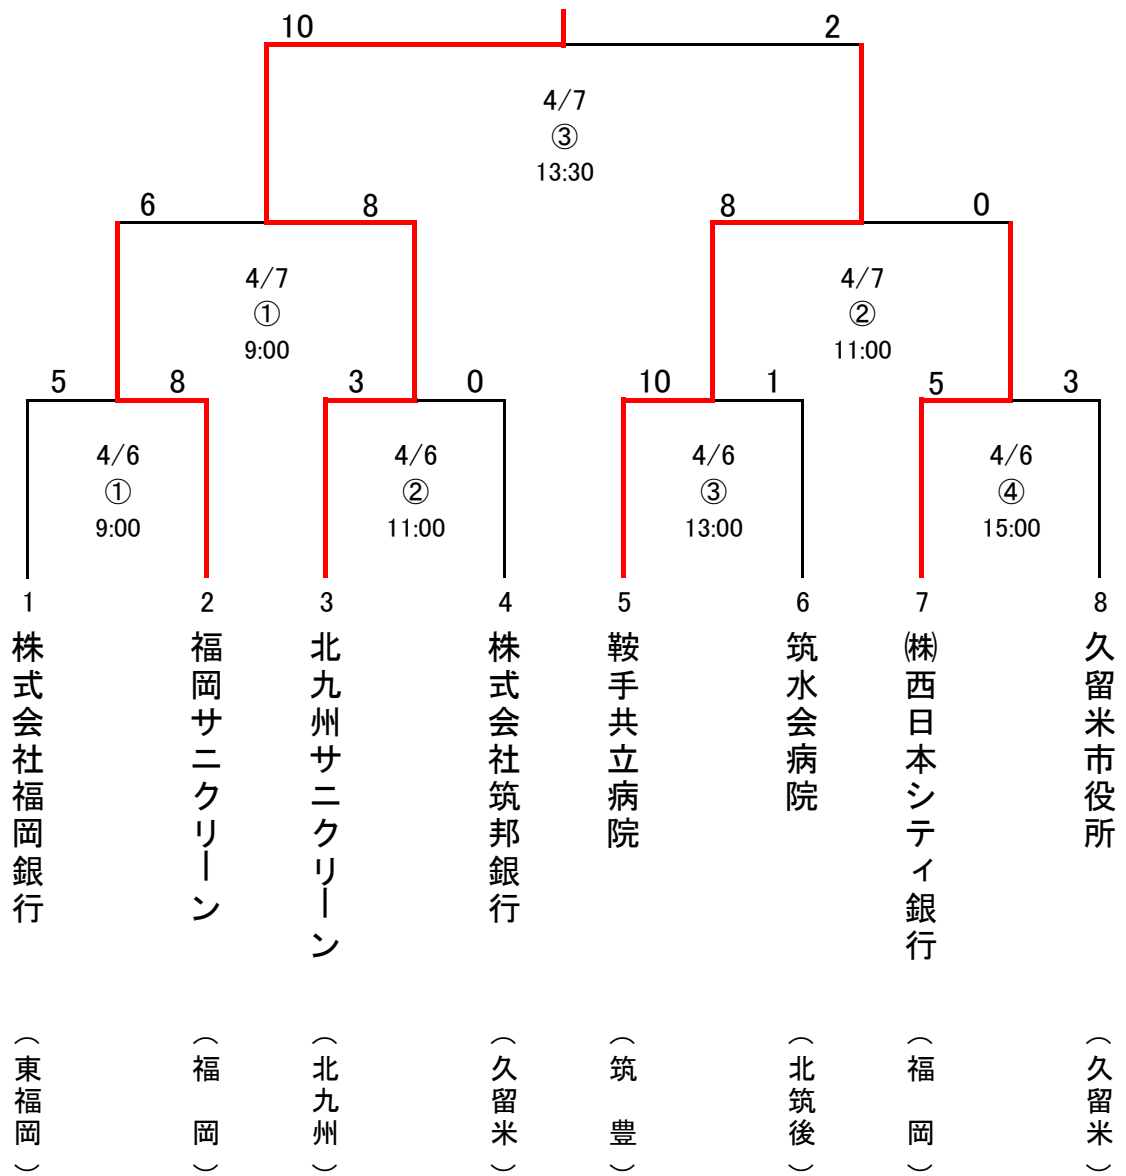 10 2
4/7
③
13:30
6 8 8 0
4/7 4/7
① ②
9:00 11:00
5 8 3 0 10 1 5 3
4/6 4/6 4/6 4/6
① ② ③ ④
9:00 11:00 13:00 15:00
1 2 3 4 5 6 7 8
株式会社福岡銀行
福岡サニクリーン
北九州サニクリーン
株式会社筑邦銀行
鞍手共立病院
筑水会病院
㈱西日本シティ銀行
久留米市役所
（東福岡）
（福　岡）
（北九州）
（久留米）
（筑　豊）
（北筑後）
（福　岡）
（久留米）